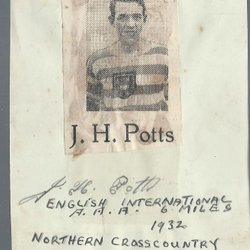 J. H. Potts
J. H. Potts
ENGLISH INTERNATIONAL
A.A.A. 6 MILES
1932
NORTHERN CROSSCOUNTRY